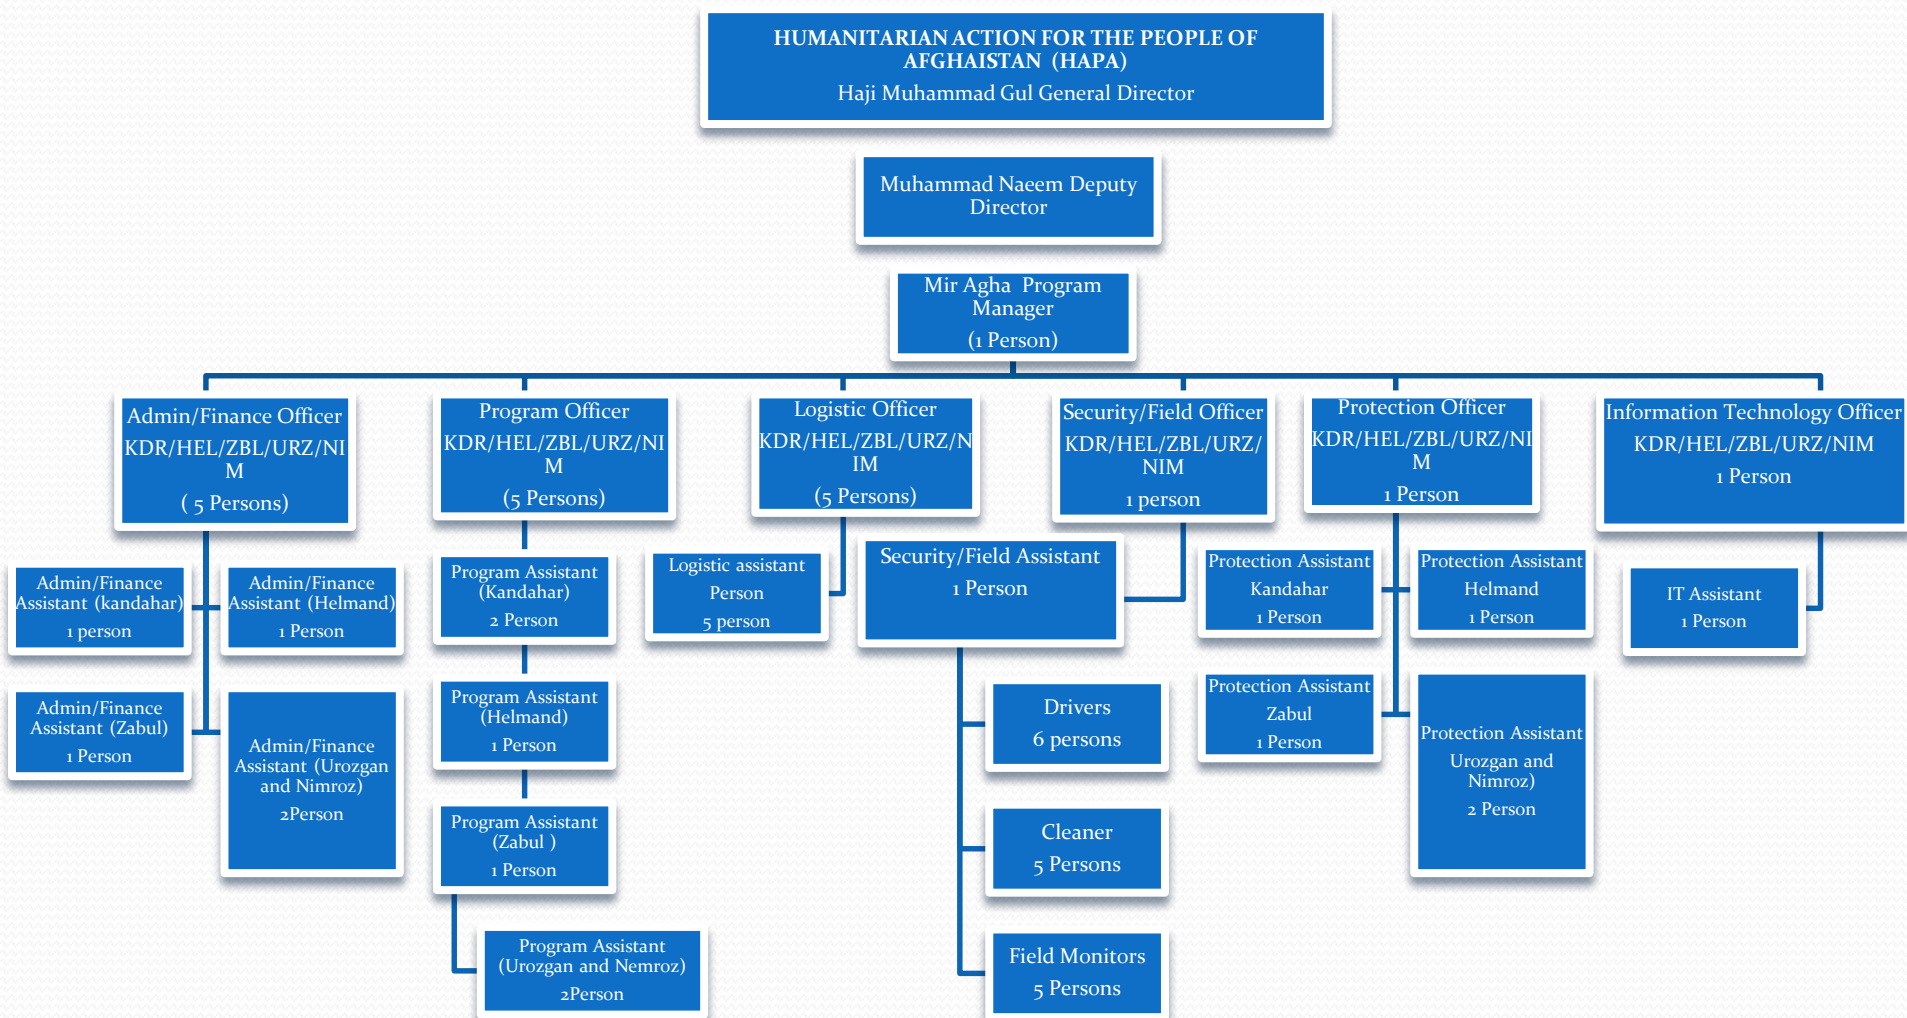 HUMANITARIAN ACTION FOR THE PEOPLE OF
AFGHAISTAN (HAPA)
Haji Muhammad Gul General Director
Muhammad Naeem Deputy
Director
Mir Agha Program
Manager
(1 Person)
Admin/Finance Officer
KDR/HEL/ZBL/URZ/NI
M
( 5 Persons)
Program Officer
KDR/HEL/ZBL/URZ/NI
M
(5 Persons)
Logistic Officer
KDR/HEL/ZBL/URZ/N
IM
(5 Persons)
Security/Field Officer
KDR/HEL/ZBL/URZ/
NIM
1 person
Protection Officer
KDR/HEL/ZBL/URZ/NI
M
1 Person
Information Technology Officer
KDR/HEL/ZBL/URZ/NIM
1 Person
Admin/Finance
Assistant (kandahar)
1 person
Admin/Finance
Assistant (Helmand)
1 Person
Admin/Finance
Assistant (Zabul)
1 Person
Admin/Finance
Assistant (Urozgan
and Nimroz)
2Person
Program Assistant
(Kandahar)
2 Person
Program Assistant
(Helmand)
1 Person
Program Assistant
(Zabul )
1 Person
Program Assistant
(Urozgan and Nemroz)
2Person
Logistic assistant
Person
5 person
Security/Field Assistant
1 Person
Drivers
6 persons
Cleaner
5 Persons
Field Monitors
5 Persons
Protection Assistant
Kandahar
1 Person
Protection Assistant
Helmand
1 Person
Protection Assistant
Zabul
1 Person
Protection Assistant
Urozgan and
Nimroz)
2 Person
IT Assistant
1 Person